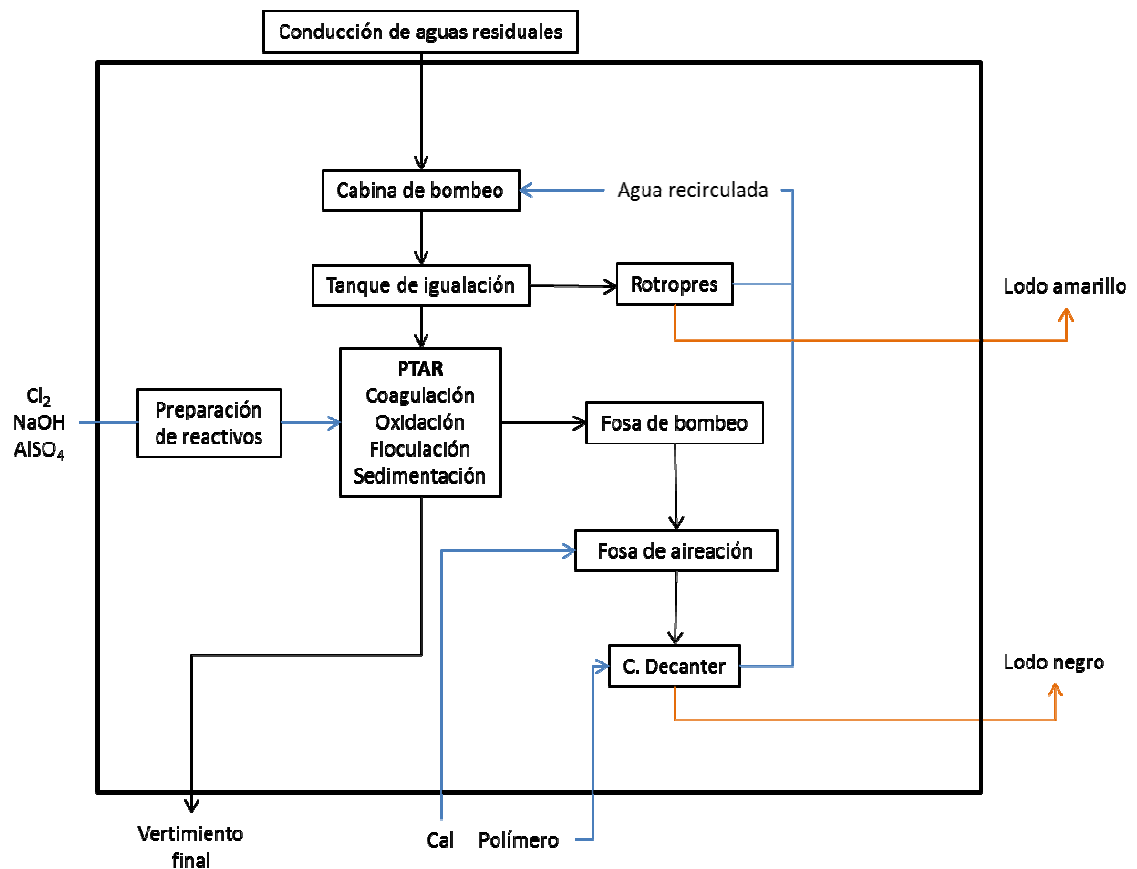 Conducción de aguas residuales
Cabina de bombeo
Agua recirculada
Tanque de igualación
Rotropres
Lodo amarillo
PTAR
Coagulación
Oxidación
Floculación
Sedimentación
Cl₂
NaOH
AlSO₄
Preparación
de reactivos
Fosa de bombeo
Fosa de aireación
C. Decanter
Lodo negro
Vertimiento
final
Cal
Polímero